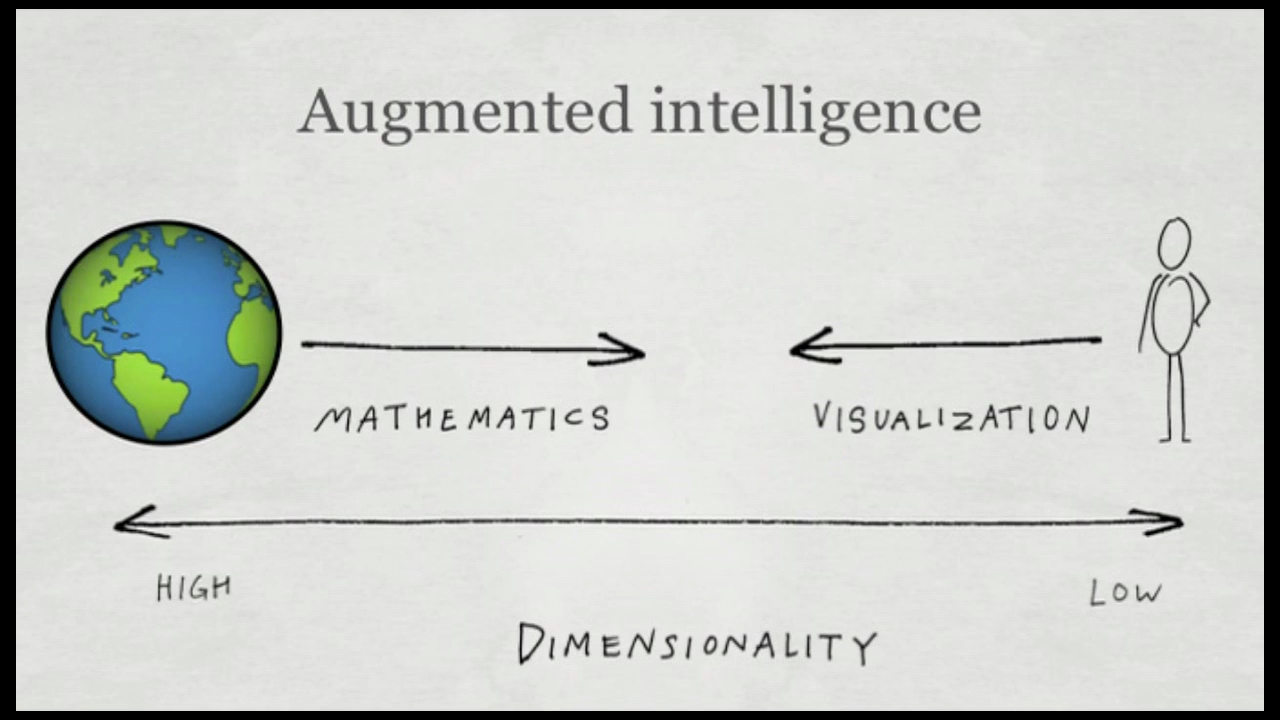 Augmented intelligence
MATHEMATICS
VISUALIZATION
HIGH
LOW
DIMENSIONALITY